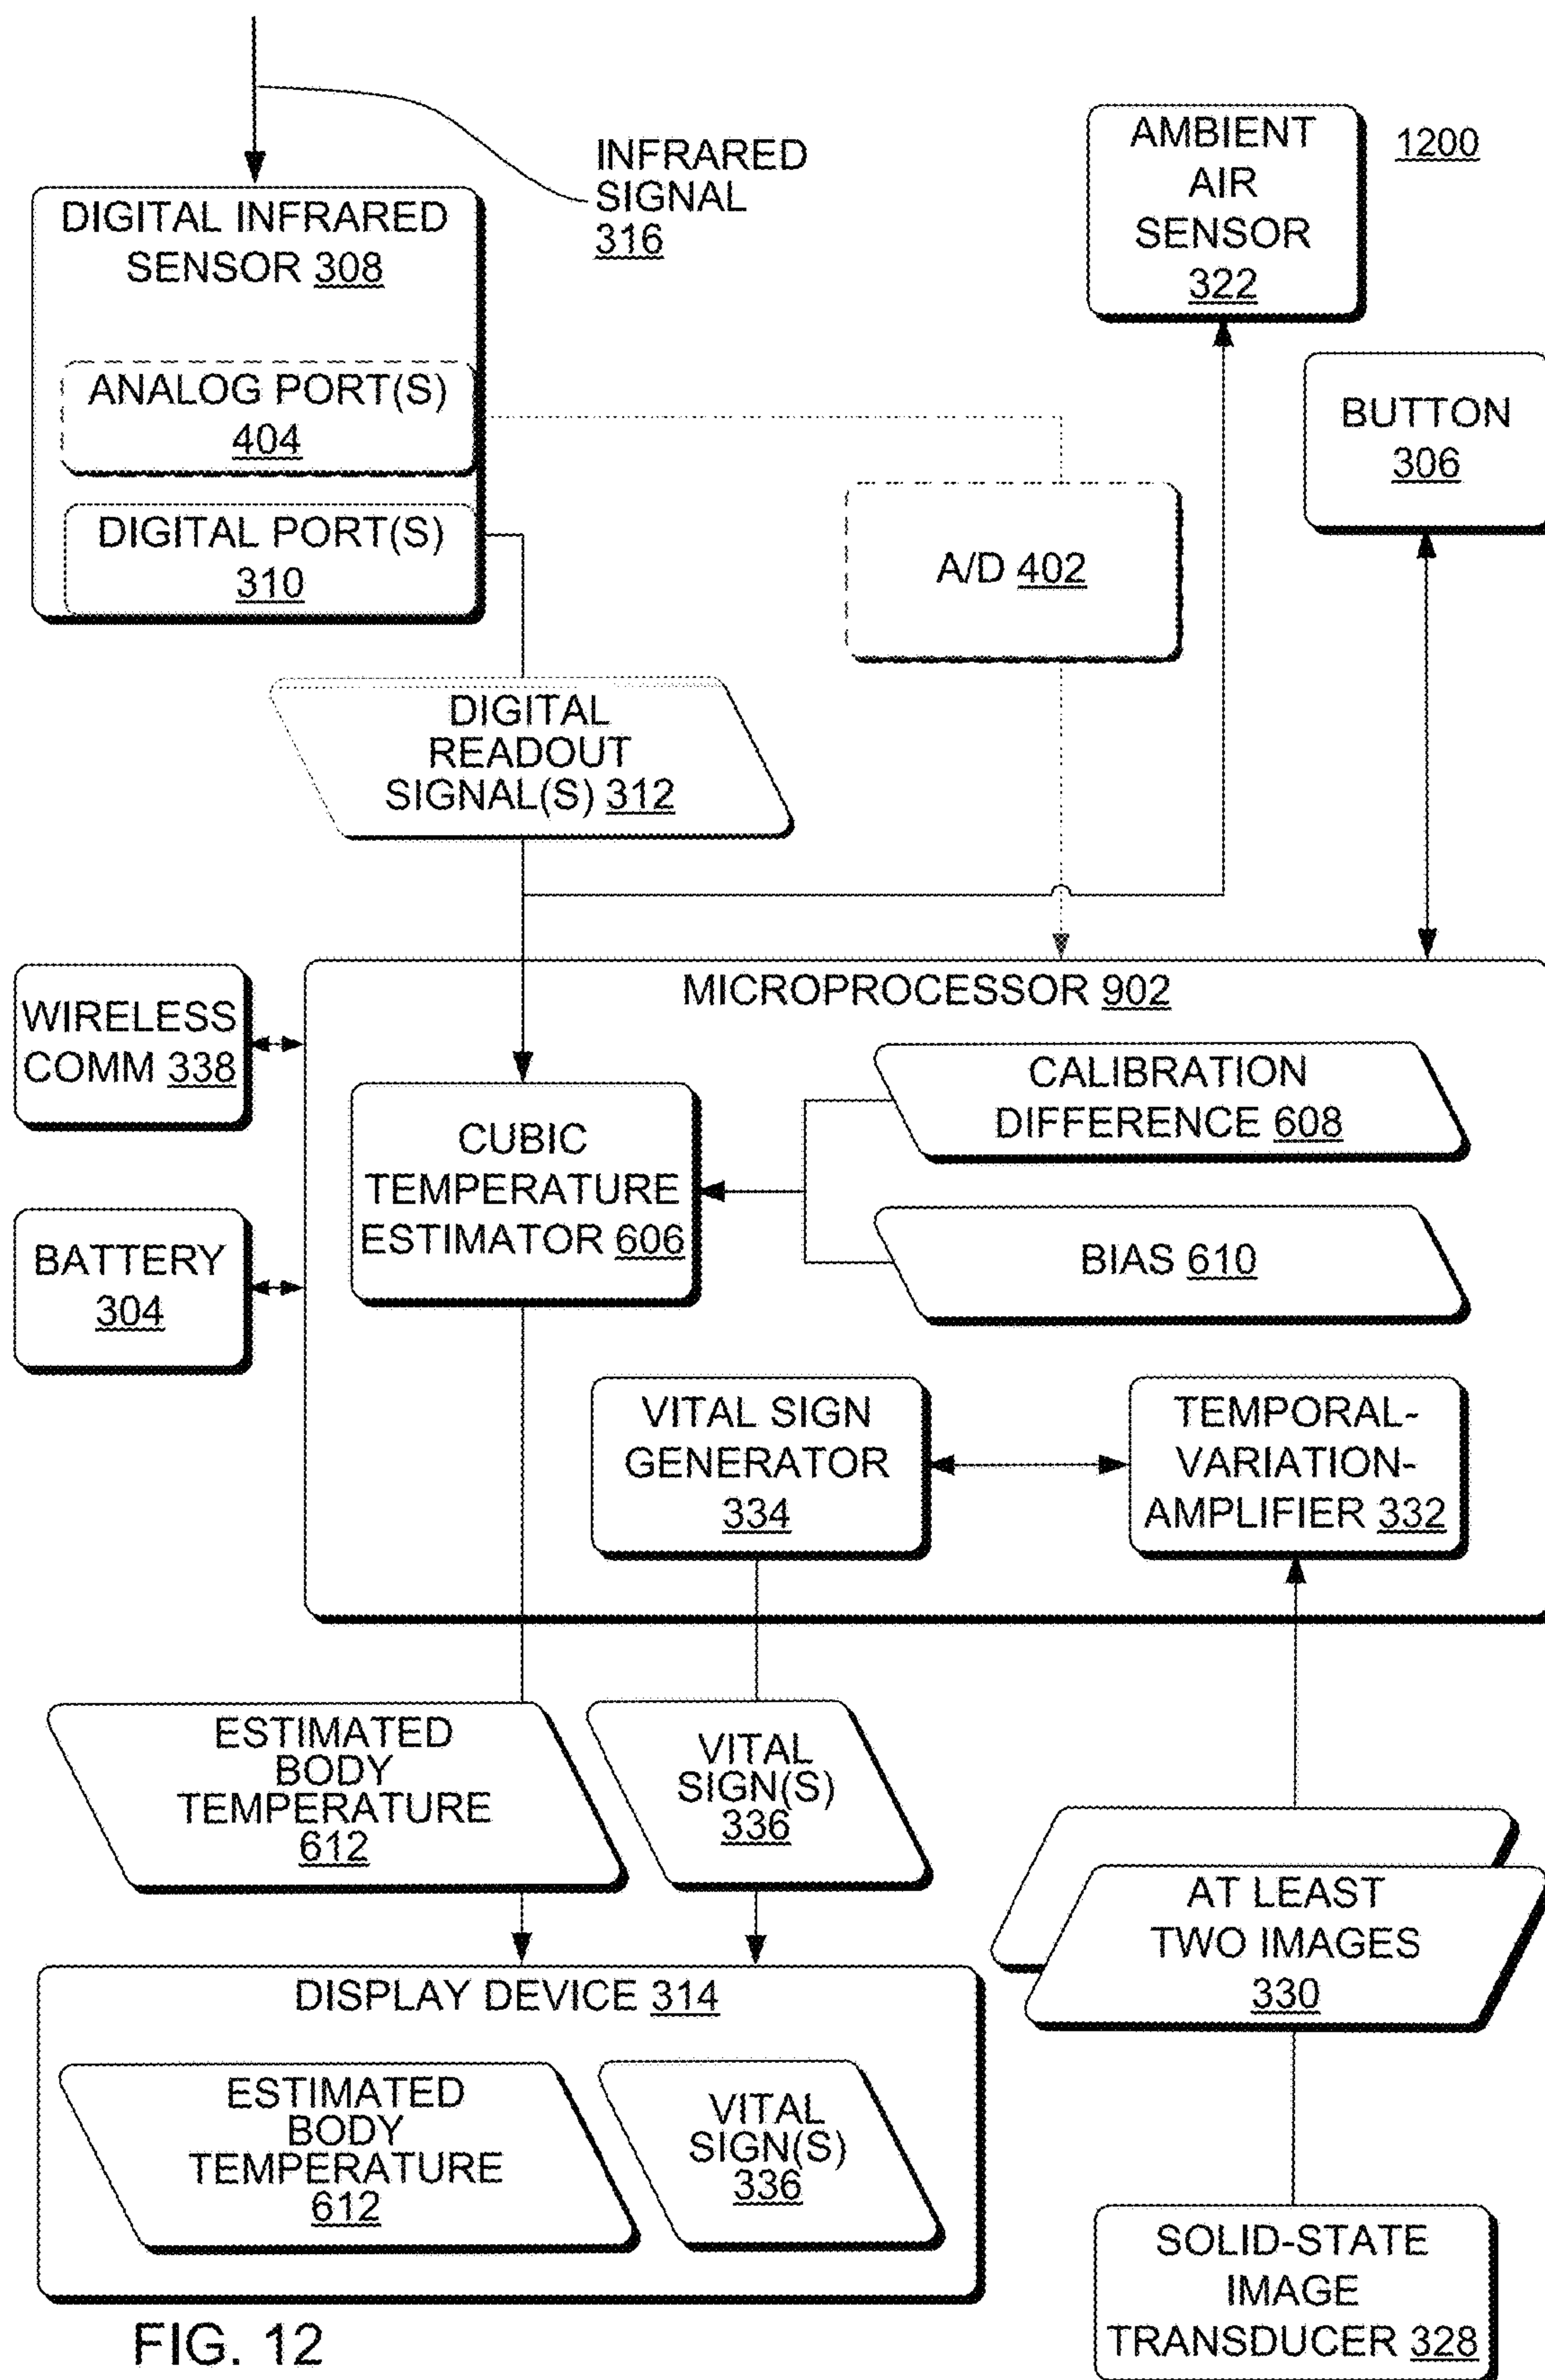 INFRARED
SIGNAL
316
AMBIENT
AIR
SENSOR
322
1200
DIGITAL INFRARED
SENSOR 308
ANALOG PORT(S)
404
DIGITAL PORT(S)
310
BUTTON
306
A/D 402
DIGITAL
READOUT
SIGNAL(S) 312
MICROPROCESSOR 902
WIRELESS
COMM 338
BATTERY
304
CUBIC
TEMPERATURE
ESTIMATOR 606
CALIBRATION
DIFFERENCE 608
BIAS 610
VITAL SIGN
GENERATOR
334
TEMPORAL-
VARIATION-
AMPLIFIER 332
ESTIMATED
BODY
TEMPERATURE
612
VITAL
SIGN(S)
336
AT LEAST
TWO IMAGES
330
DISPLAY DEVICE 314
ESTIMATED
BODY
TEMPERATURE
612
VITAL
SIGN(S)
336
SOLID-STATE
IMAGE
TRANSDUCER 328
FIG. 12